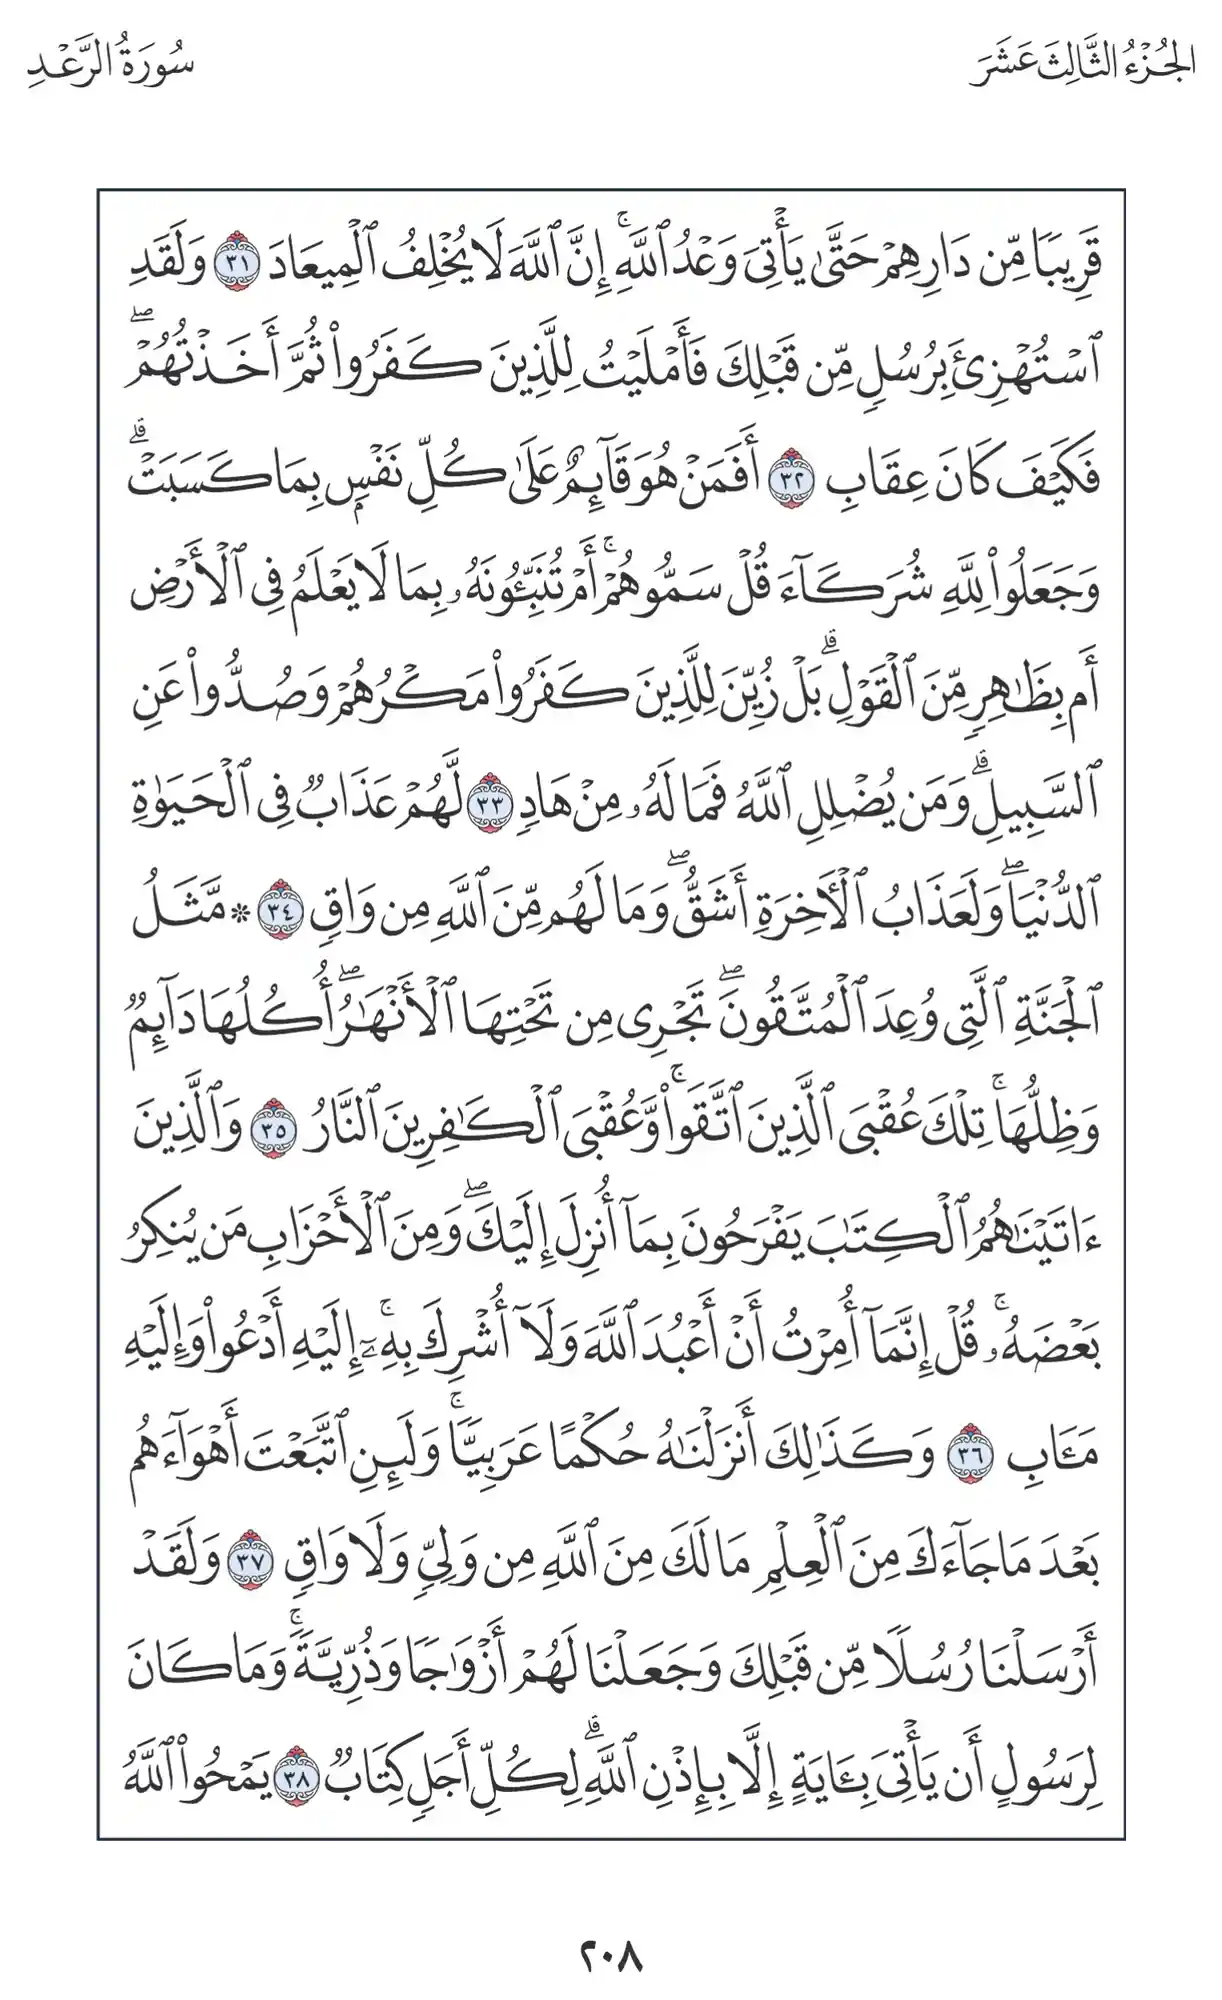 الجُزْءُ الثَّالِثَ عَشَرَ
سُورَةُ الرَّعْدِ
قَرِيبٗا مِّن دَارِهِمۡ حَتَّىٰ يَأۡتِيَ وَعۡدُ ٱللَّهِۚ إِنَّ ٱللَّهَ لَا يُخۡلِفُ ٱلۡمِيعَادَ ٣١ وَلَقَدِ
ٱسۡتُهۡزِئَ بِرُسُلٖ مِّن قَبۡلِكَ فَأَمۡلَيۡتُ لِلَّذِينَ كَفَرُواْ ثُمَّ أَخَذۡتُهُمۡۖ
فَكَيۡفَ كَانَ عِقَابِ ٣٢ أَفَمَنۡ هُوَ قَآئِمٌ عَلَىٰ كُلِّ نَفۡسِۭ بِمَا كَسَبَتۡۗ
وَجَعَلُواْ لِلَّهِ شُرَكَآءَ قُلۡ سَمُّوهُمۡۚ أَمۡ تُنَبِّـُٔونَهُۥ بِمَا لَا يَعۡلَمُ فِي ٱلۡأَرۡضِ
أَم بِظَٰهِرٖ مِّنَ ٱلۡقَوۡلِۗ بَلۡ زُيِّنَ لِلَّذِينَ كَفَرُواْ مَكۡرُهُمۡ وَصُدُّواْ عَنِ
ٱلسَّبِيلِۗ وَمَن يُضۡلِلِ ٱللَّهُ فَمَا لَهُۥ مِنۡ هَادٖ ٣٣ لَّهُمۡ عَذَابٞ فِي ٱلۡحَيَوٰةِ
ٱلدُّنۡيَاۖ وَلَعَذَابُ ٱلۡأٓخِرَةِ أَشَقُّۖ وَمَا لَهُم مِّنَ ٱللَّهِ مِن وَاقٖ ٣٤ ۞ مَّثَلُ
ٱلۡجَنَّةِ ٱلَّتِي وُعِدَ ٱلۡمُتَّقُونَۖ تَجۡرِي مِن تَحۡتِهَا ٱلۡأَنۡهَٰرُۖ أُكُلُهَا دَآئِمٞ
وَظِلُّهَاۚ تِلۡكَ عُقۡبَى ٱلَّذِينَ ٱتَّقَواْۚ وَّعُقۡبَى ٱلۡكَٰفِرِينَ ٱلنَّارُ ٣٥ وَٱلَّذِينَ
ءَاتَيۡنَٰهُمُ ٱلۡكِتَٰبَ يَفۡرَحُونَ بِمَآ أُنزِلَ إِلَيۡكَۖ وَمِنَ ٱلۡأَحۡزَابِ مَن يُنكِرُ
بَعۡضَهُۥۚ قُلۡ إِنَّمَآ أُمِرۡتُ أَنۡ أَعۡبُدَ ٱللَّهَ وَلَآ أُشۡرِكَ بِهِۦٓۚ إِلَيۡهِ أَدۡعُواْ وَإِلَيۡهِ
مَـَٔابِ ٣٦ وَكَذَٰلِكَ أَنزَلۡنَٰهُ حُكۡمًا عَرَبِيّٗاۚ وَلَئِنِ ٱتَّبَعۡتَ أَهۡوَآءَهُم
بَعۡدَ مَا جَآءَكَ مِنَ ٱلۡعِلۡمِ مَا لَكَ مِنَ ٱللَّهِ مِن وَلِيّٖ وَلَا وَاقٖ ٣٧ وَلَقَدۡ
أَرۡسَلۡنَا رُسُلٗا مِّن قَبۡلِكَ وَجَعَلۡنَا لَهُمۡ أَزۡوَٰجٗا وَذُرِّيَّةٗۚ وَمَا كَانَ
لِرَسُولٍ أَن يَأۡتِيَ بِـَٔايَةٍ إِلَّا بِإِذۡنِ ٱللَّهِۗ لِكُلِّ أَجَلٖ كِتَابٞ ٣٨ يَمۡحُواْ ٱللَّهُ
٢٠٨